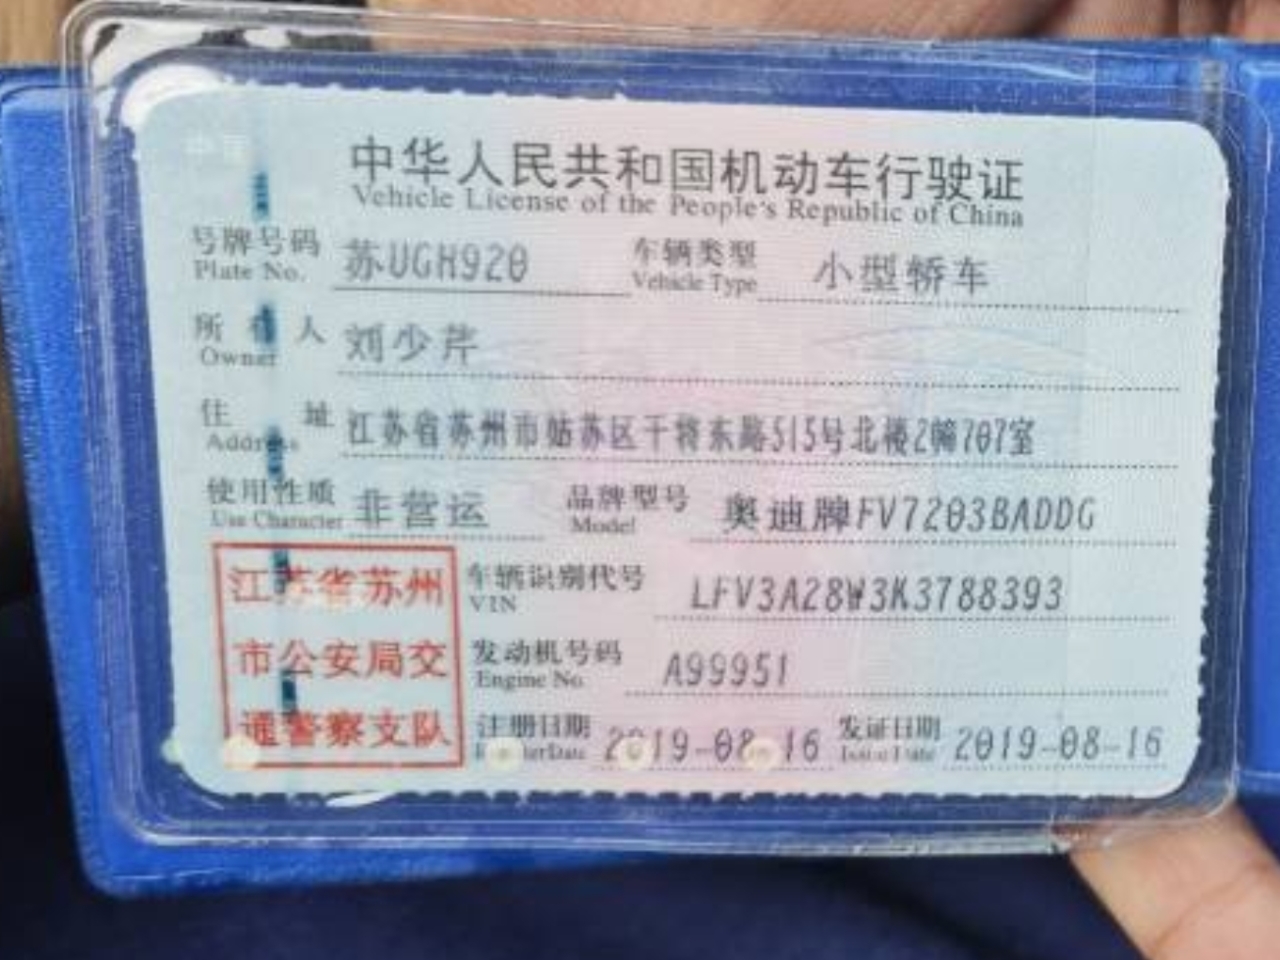 中华人民共和国机动车行驶证
Vehicle License of the People's Republic of China
号牌号码 苏UGH920 车辆类型 小型轿车
Plate No. Vehicle Type
所有人 刘少芹
Owner
住址 江苏省苏州市姑苏区干将东路515号北楼2幢707室
Address
使用性质 非营运 品牌型号 奥迪牌FV7203BADDG
Use Character Model
江苏省苏州
市公安局交
通警察支队
车辆识别代号 LFV3A28W3K3788393
VIN
发动机号码 A99951
Engine No.
注册日期 2019-08-16 发证日期 2019-08-16
Register Date Issue Date